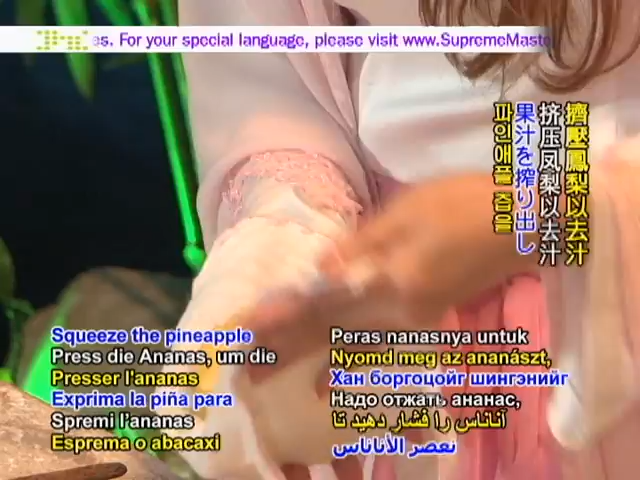 es. For your special language, please visit www.SupremeMaste
擠壓鳳梨以去汁
挤压凤梨以去汁
果汁を搾り出し
파인애플 즙을
Squeeze the pineapple
Press die Ananas, um die
Presser l'ananas
Exprima la piña para
Spremi l'ananas
Esprema o abacaxi
Peras nanasnya untuk
Nyomd meg az ananászt,
Хан боргоцойг шингэнийг
Надо отжать ананас,
آناناس را فشار دهید تا
نعصر الأناناس